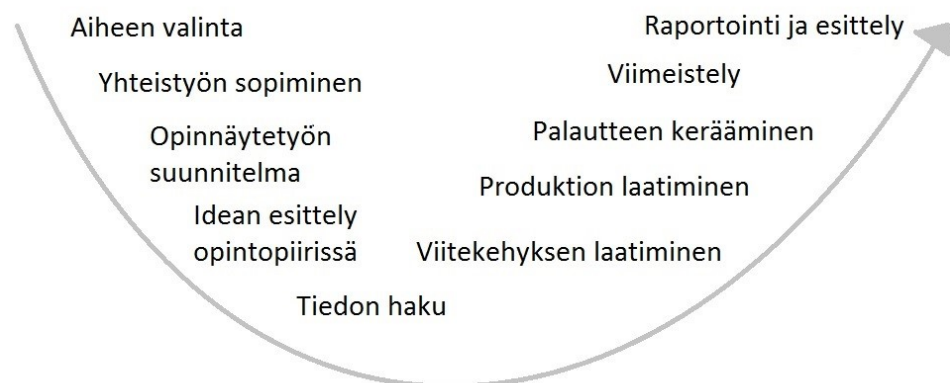 Aiheen valinta
Yhteistyön sopiminen
Opinnäytetyön
suunnitelma
Idean esittely
opintopiirissä
Tiedon haku
Viitekehyksen laatiminen
Produktion laatiminen
Palautteen kerääminen
Viimeistely
Raportointi ja esittely